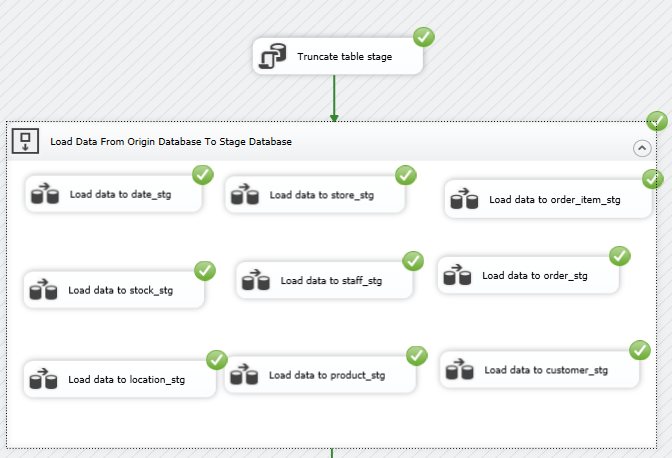 Truncate table stage
Load Data From Origin Database To Stage Database
Load data to date_stg
Load data to store_stg
Load data to order_item_stg
Load data to stock_stg
Load data to staff_stg
Load data to order_stg
Load data to location_stg
Load data to product_stg
Load data to customer_stg